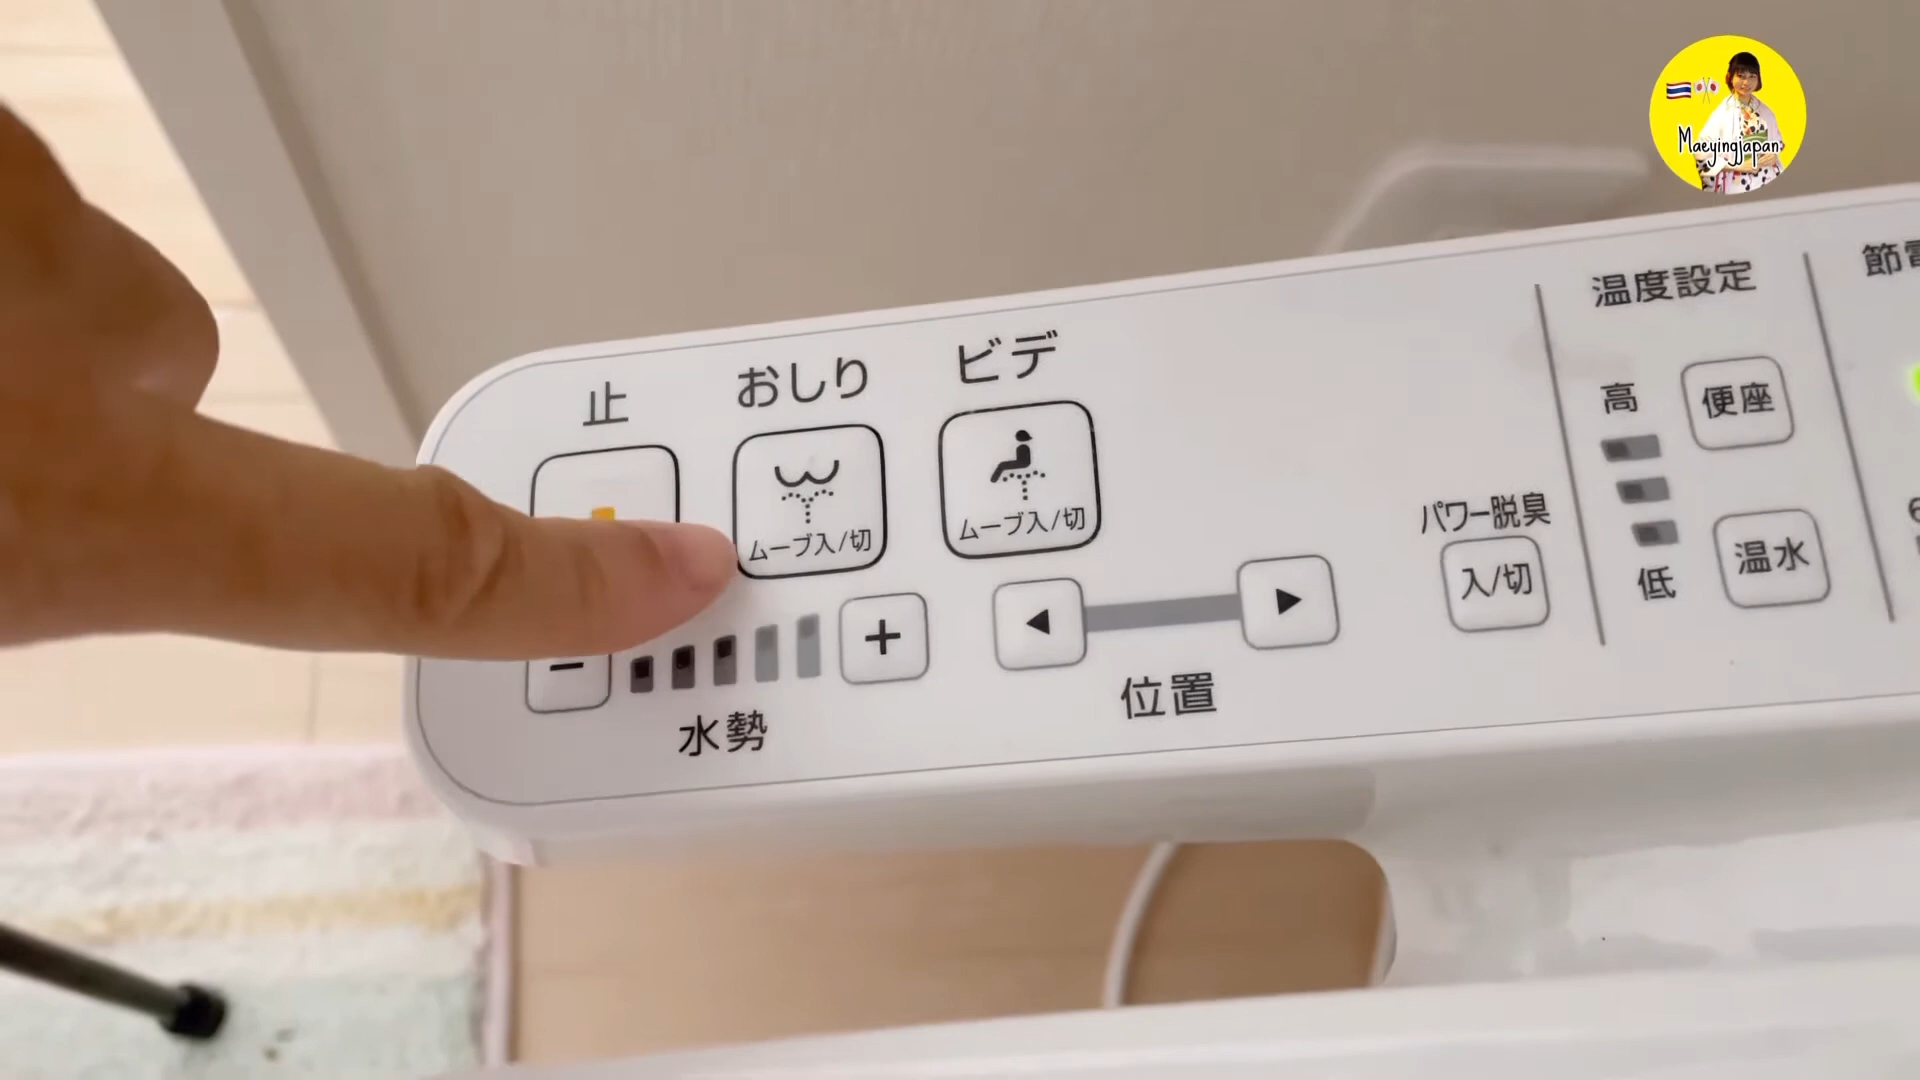 Maeyingjapan
止
おしり
ムーブ入/切
ビデ
ムーブ入/切
−
+
水勢
◀
▶
位置
パワー脱臭
入/切
温度設定
高
低
便座
温水
節電